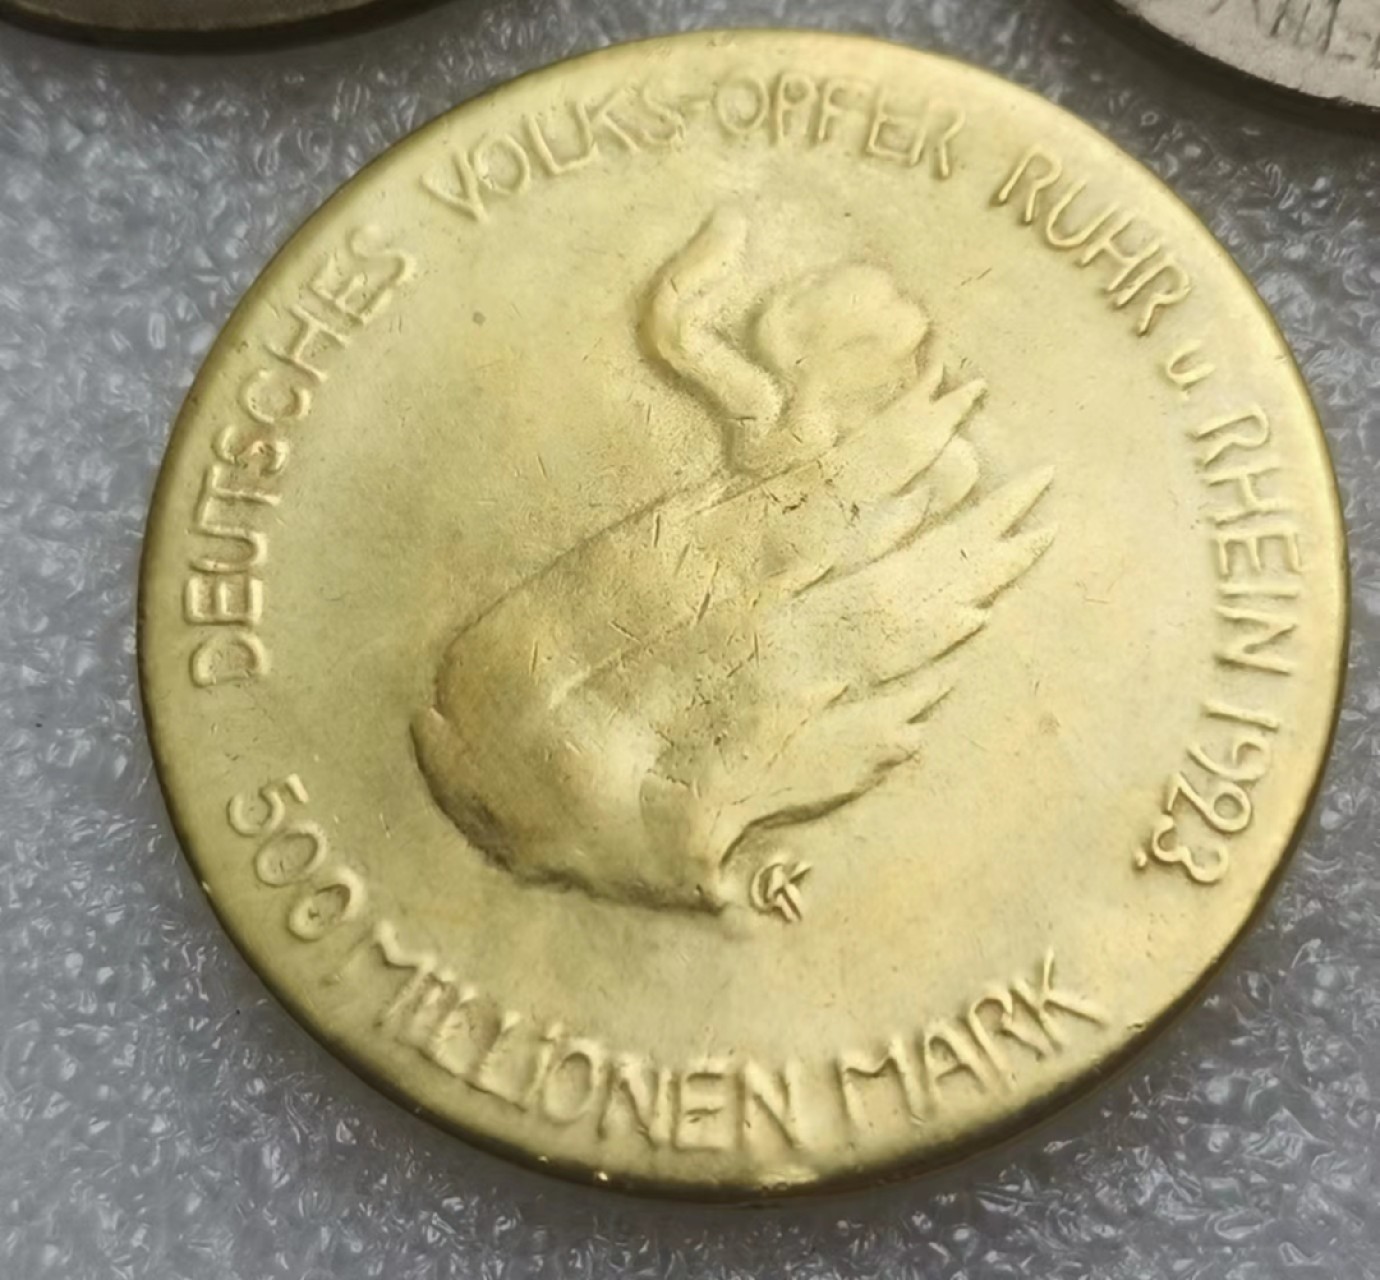 DEUTSCHES VOLKS-OPFER RUHR u RHEIN 1923.
500 MILLIONEN MARK